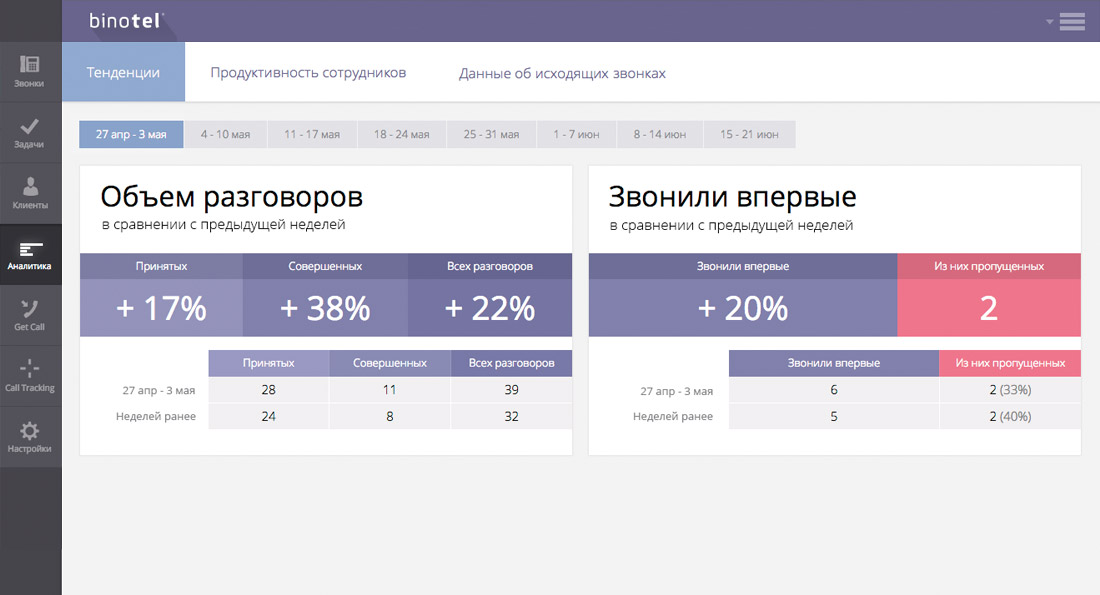 binotel
Звонки
Задачи
Клиенты
Аналитика
Get Call
Call Tracking
Настройки
Тенденции Продуктивность сотрудников Данные об исходящих звонках
27 апр - 3 мая 4 - 10 мая 11 - 17 мая 18 - 24 мая 25 - 31 мая 1 - 7 июн 8 - 14 июн 15 - 21 июн
Объем разговоров
в сравнении с предыдущей неделей
Принятых Совершенных Всех разговоров
+ 17% + 38% + 22%
Принятых Совершенных Всех разговоров
27 апр - 3 мая 28 11 39
Неделей ранее 24 8 32
Звонили впервые
в сравнении с предыдущей неделей
Звонили впервые Из них пропущенных
+ 20% 2
Звонили впервые Из них пропущенных
27 апр - 3 мая 6 2 (33%)
Неделей ранее 5 2 (40%)